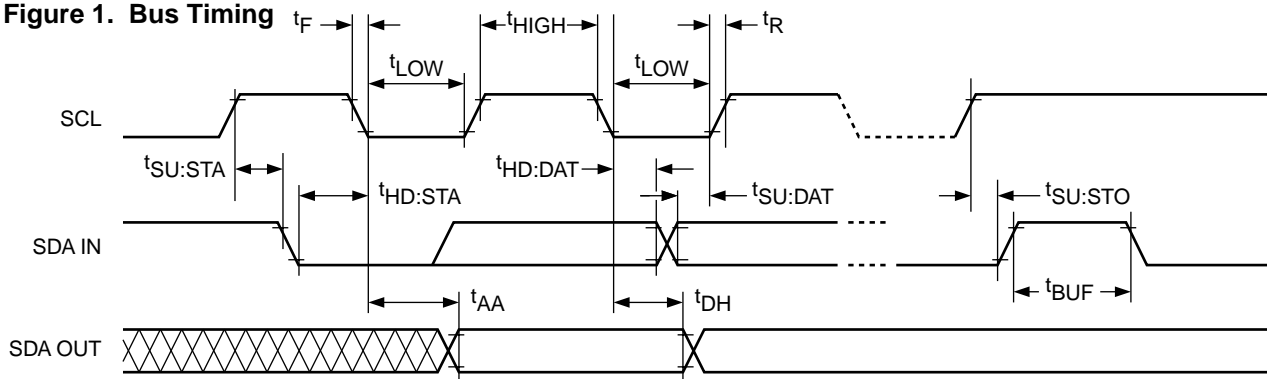 Figure 1. Bus Timing
tF
tHIGH
tR
tLOW
tLOW
SCL
tSU:STA
tHD:STA
tHD:DAT
tSU:DAT
tSU:STO
SDA IN
tBUF
tAA
tDH
SDA OUT